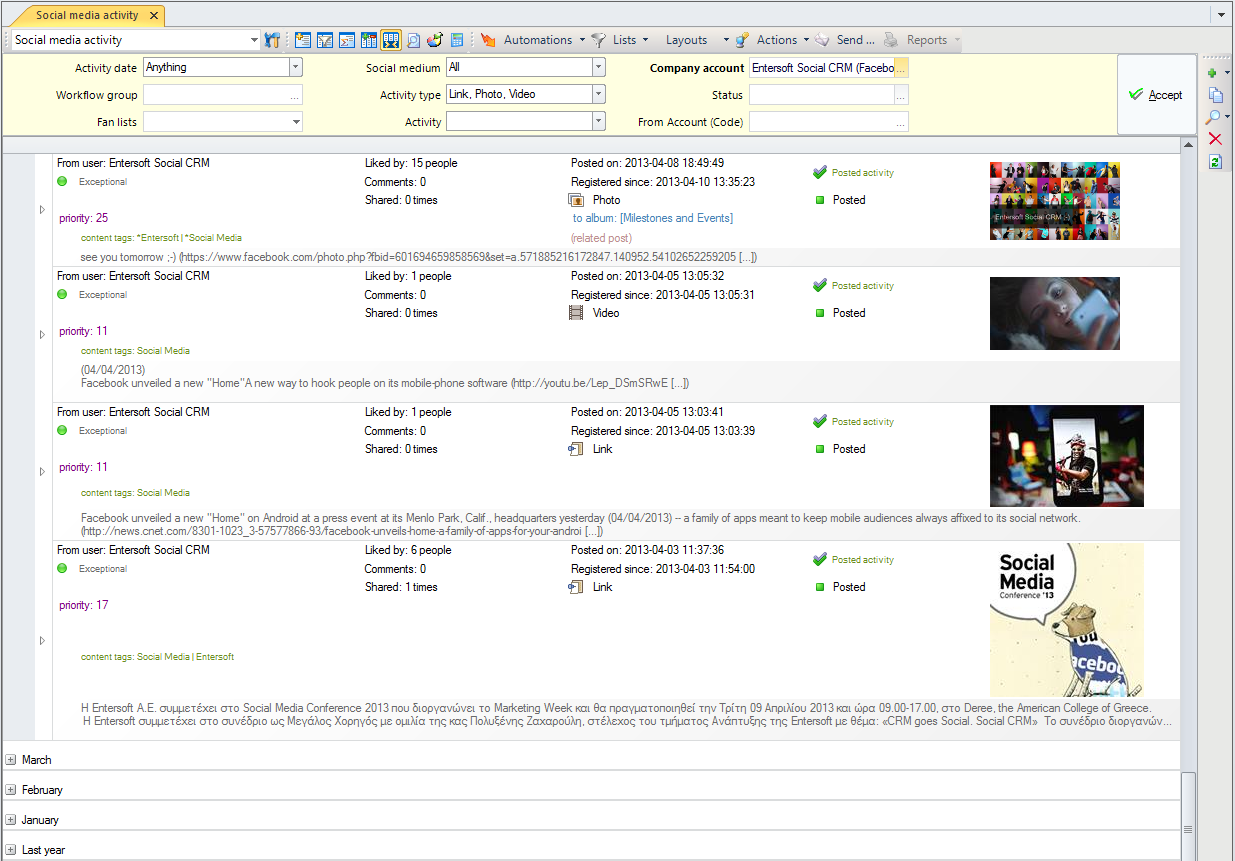 Social media activity
Social media activity Automations Lists Layouts Actions Send ... Reports
Activity date Anything Social medium All Company account Entersoft Social CRM (Facebo ...
Workflow group ... Activity type Link, Photo, Video Status ...
Fan lists Activity From Account (Code) ...
Accept
From user: Entersoft Social CRM Liked by: 15 people Posted on: 2013-04-08 18:49:49
Exceptional Comments: 0 Registered since: 2013-04-10 13:35:23 Posted activity
Shared: 0 times Photo Posted
priority: 25 to album: [Milestones and Events]
Entersoft Social CRM ;-)
content tags: *Entersoft | *Social Media (related post)
see you tomorrow ;-) (https://www.facebook.com/photo.php?fbid=601694659858569&set=a.571885216172847.140952.54102652259205 [...])
From user: Entersoft Social CRM Liked by: 1 people Posted on: 2013-04-05 13:05:32
Exceptional Comments: 0 Registered since: 2013-04-05 13:05:31 Posted activity
Shared: 0 times Video Posted
priority: 11
content tags: Social Media
(04/04/2013)
Facebook unveiled a new "Home"A new way to hook people on its mobile-phone software (http://youtu.be/Lep_DSmSRwE [...])
From user: Entersoft Social CRM Liked by: 1 people Posted on: 2013-04-05 13:03:41
Exceptional Comments: 0 Registered since: 2013-04-05 13:03:39 Posted activity
Shared: 0 times Link Posted
priority: 11
content tags: Social Media
Facebook unveiled a new "Home" on Android at a press event at its Menlo Park, Calif., headquarters yesterday (04/04/2013) -- a family of apps meant to keep mobile audiences always affixed to its social network.
(http://news.cnet.com/8301-1023_3-57577866-93/facebook-unveils-home-a-family-of-apps-for-your-androi [...])
From user: Entersoft Social CRM Liked by: 6 people Posted on: 2013-04-03 11:37:36
Exceptional Comments: 0 Registered since: 2013-04-03 11:54:00 Posted activity
Shared: 1 times Link Posted
priority: 17
Social
Media
Conference '13
You
facebo
content tags: Social Media | Entersoft
Η Entersoft Α.Ε. συμμετέχει στο Social Media Conference 2013 που διοργανώνει το Marketing Week και θα πραγματοποιηθεί την Τρίτη 09 Απριλίου 2013 και ώρα 09.00-17.00, στο Deree, the American College of Greece.
Η Entersoft συμμετέχει στο συνέδριο ως Μεγάλος Χορηγός με ομιλία της κας Πολυξένης Ζαχαρούλη, στέλεχος του τμήματος Ανάπτυξης της Entersoft με θέμα: «CRM goes Social. Social CRM» Το συνέδριο διοργανών...
March
February
January
Last year